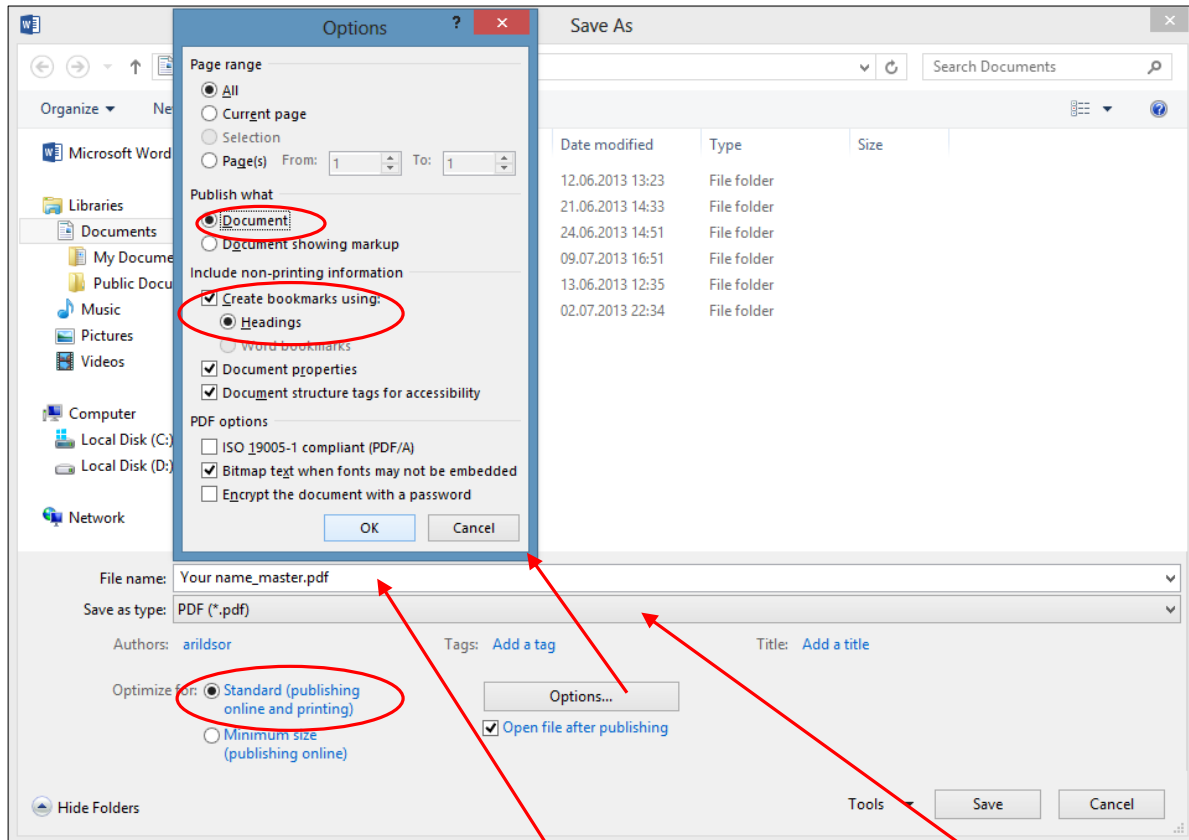 Save As
Options
?
Search Documents
Organize
Ne
Page range
All
Current page
Selection
Page(s) From: 1 To: 1
Publish what
Document
Document showing markup
Include non-printing information
Create bookmarks using:
Headings
Word bookmarks
Document properties
Document structure tags for accessibility
PDF options
ISO 19005-1 compliant (PDF/A)
Bitmap text when fonts may not be embedded
Encrypt the document with a password
OK Cancel
Microsoft Word
Libraries
Documents
My Docume
Public Docu
Music
Pictures
Videos
Computer
Local Disk (C:)
Local Disk (D:)
Network
Date modified Type Size
12.06.2013 13:23 File folder
21.06.2013 14:33 File folder
24.06.2013 14:51 File folder
09.07.2013 16:51 File folder
13.06.2013 12:35 File folder
02.07.2013 22:34 File folder
File name: Your name_master.pdf
Save as type: PDF (*.pdf)
Authors: arildsor Tags: Add a tag Title: Add a title
Optimize for: Standard (publishing
online and printing)
Minimum size
(publishing online)
Options...
Open file after publishing
Hide Folders
Tools Save Cancel